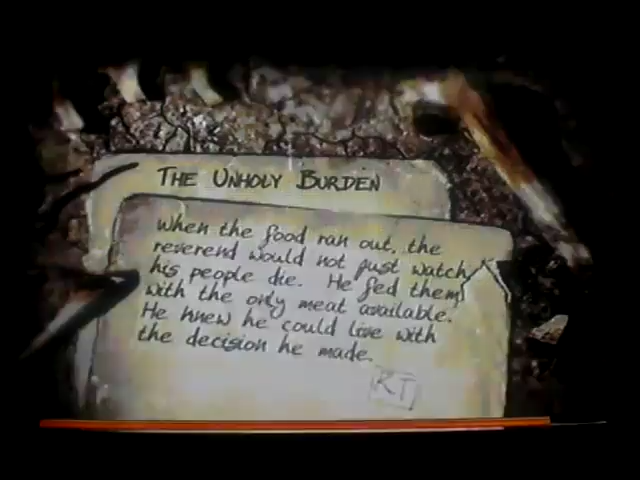 THE UNHOLY BURDEN
When the food ran out, the
reverend would not just watch
his people die. He fed them
with the only meat available.
He knew he could live with
the decision he made.
RT